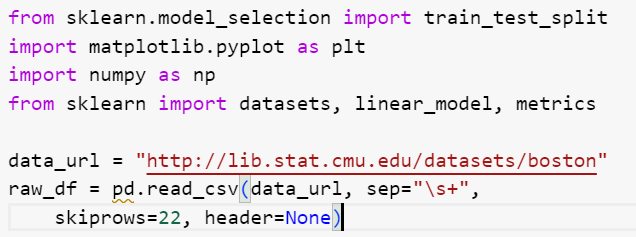 from sklearn.model_selection import train_test_split
import matplotlib.pyplot as plt
import numpy as np
from sklearn import datasets, linear_model, metrics
data_url = "http://lib.stat.cmu.edu/datasets/boston"
raw_df = pd.read_csv(data_url, sep="\s+",
skiprows=22, header=None)